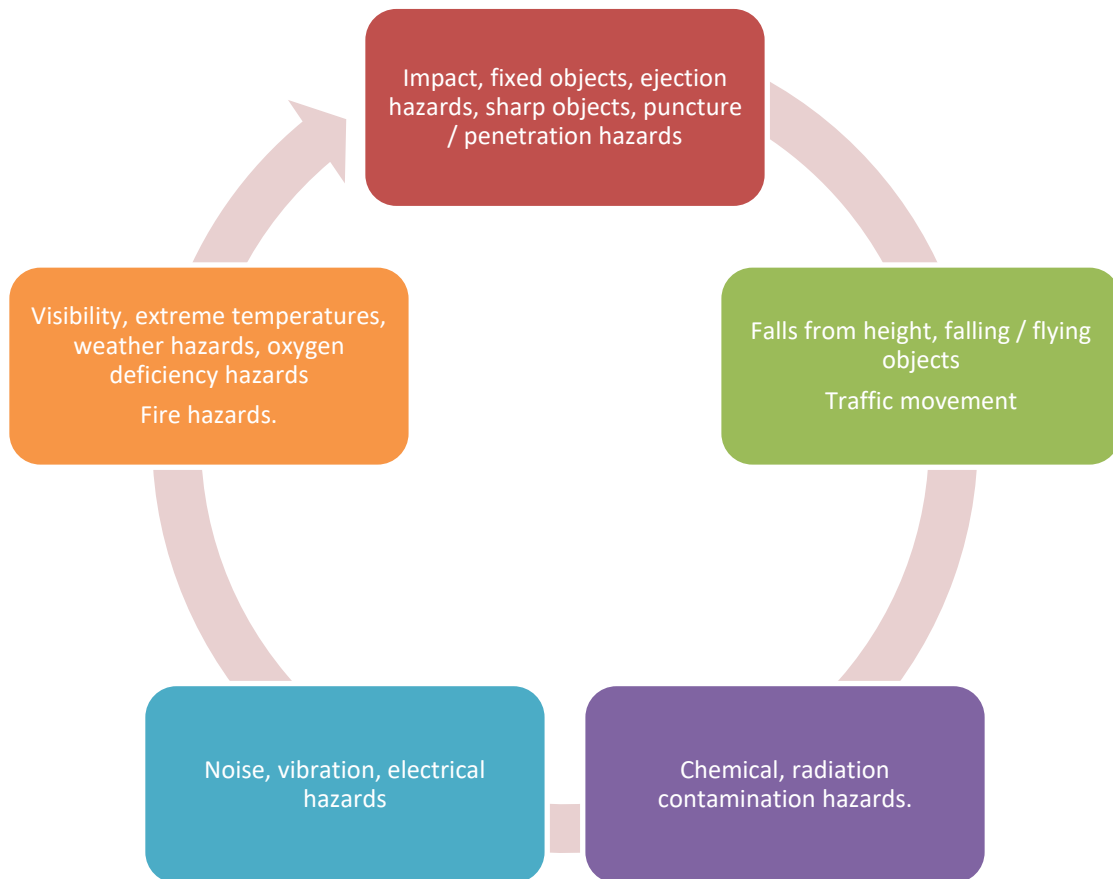 Impact, fixed objects, ejection
hazards, sharp objects, puncture
/ penetration hazards
Falls from height, falling / flying
objects
Traffic movement
Chemical, radiation
contamination hazards.
Noise, vibration, electrical
hazards
Visibility, extreme temperatures,
weather hazards, oxygen
deficiency hazards
Fire hazards.